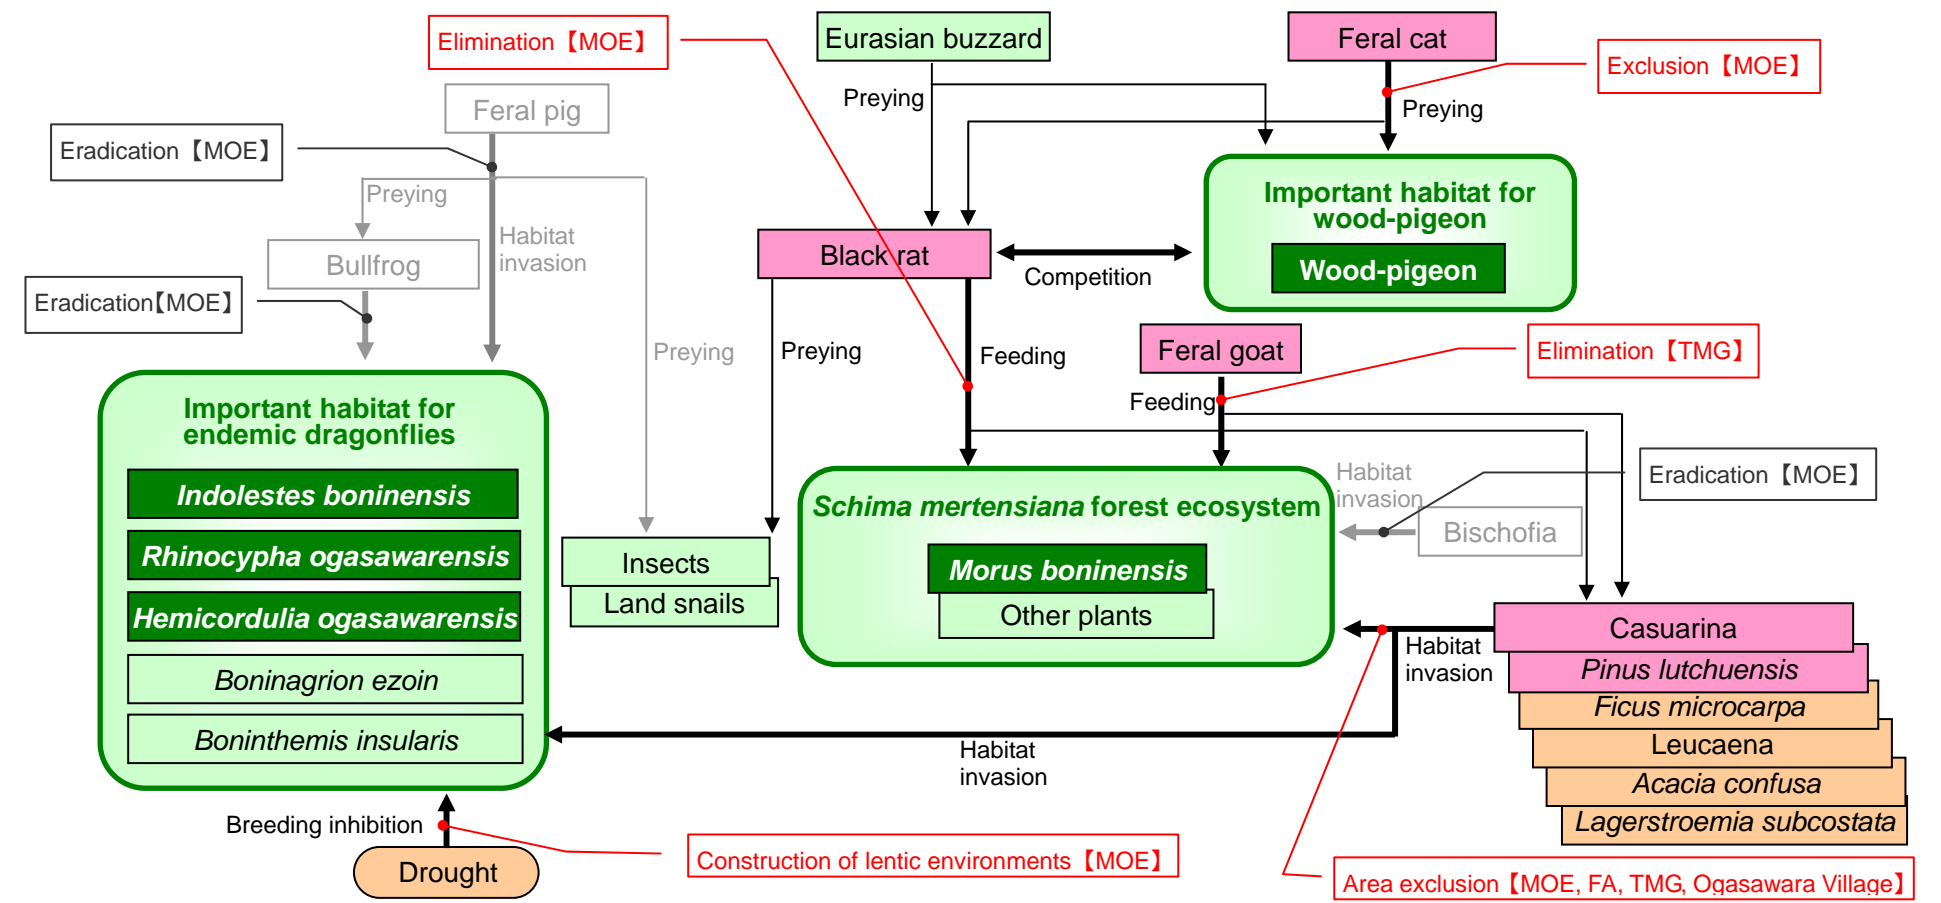 Elimination【MOE】
Eurasian buzzard
Feral cat
Exclusion【MOE】
Preying
Preying
Feral pig
Eradication【MOE】
Preying
Habitat
invasion
Important habitat for
wood-pigeon
Wood-pigeon
Bullfrog
Black rat
Competition
Eradication【MOE】
Preying
Preying
Feeding
Feral goat
Elimination【TMG】
Feeding
Important habitat for
endemic dragonflies
Indolestes boninensis
Rhinocypha ogasawarensis
Hemicordulia ogasawarensis
Boninagrion ezoin
Boninthemis insularis
Insects
Land snails
Schima mertensiana forest ecosystem
Morus boninensis
Other plants
Habitat
invasion
Eradication【MOE】
Bischofia
Habitat
invasion
Casuarina
Pinus lutchuensis
Ficus microcarpa
Leucaena
Acacia confusa
Lagerstroemia subcostata
Habitat
invasion
Breeding inhibition
Drought
Construction of lentic environments【MOE】
Area exclusion【MOE, FA, TMG, Ogasawara Village】